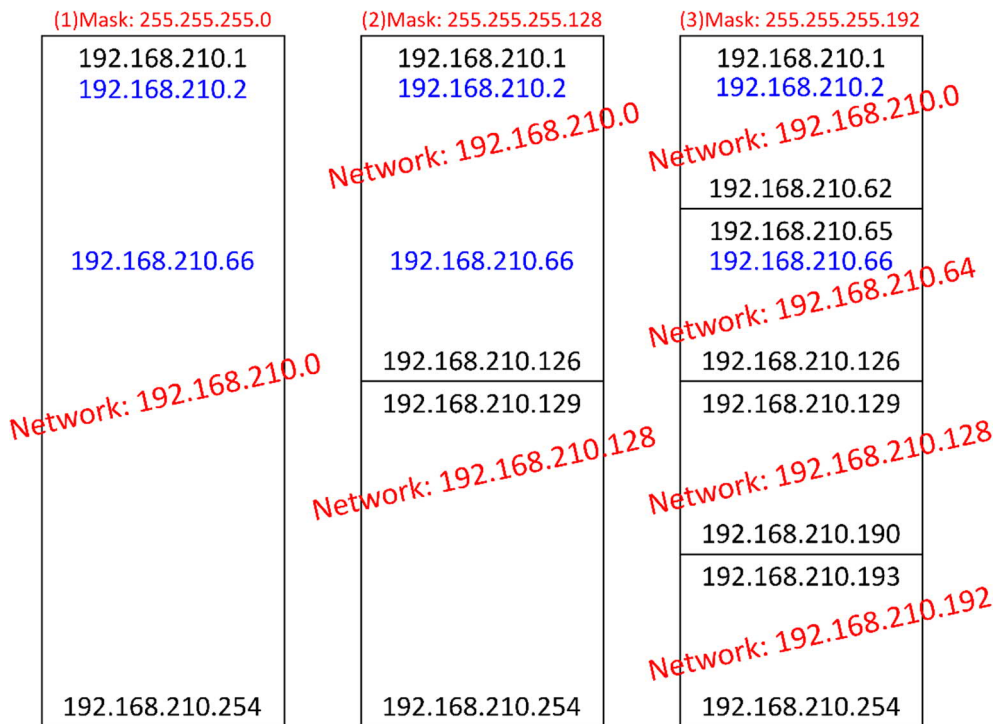 (1)Mask: 255.255.255.0
192.168.210.1
192.168.210.2
192.168.210.66
Network: 192.168.210.0
192.168.210.254
(2)Mask: 255.255.255.128
192.168.210.1
192.168.210.2
Network: 192.168.210.0
192.168.210.66
192.168.210.126
192.168.210.129
Network: 192.168.210.128
192.168.210.254
(3)Mask: 255.255.255.192
192.168.210.1
192.168.210.2
Network: 192.168.210.0
192.168.210.62
192.168.210.65
192.168.210.66
Network: 192.168.210.64
192.168.210.126
192.168.210.129
Network: 192.168.210.128
192.168.210.190
192.168.210.193
Network: 192.168.210.192
192.168.210.254